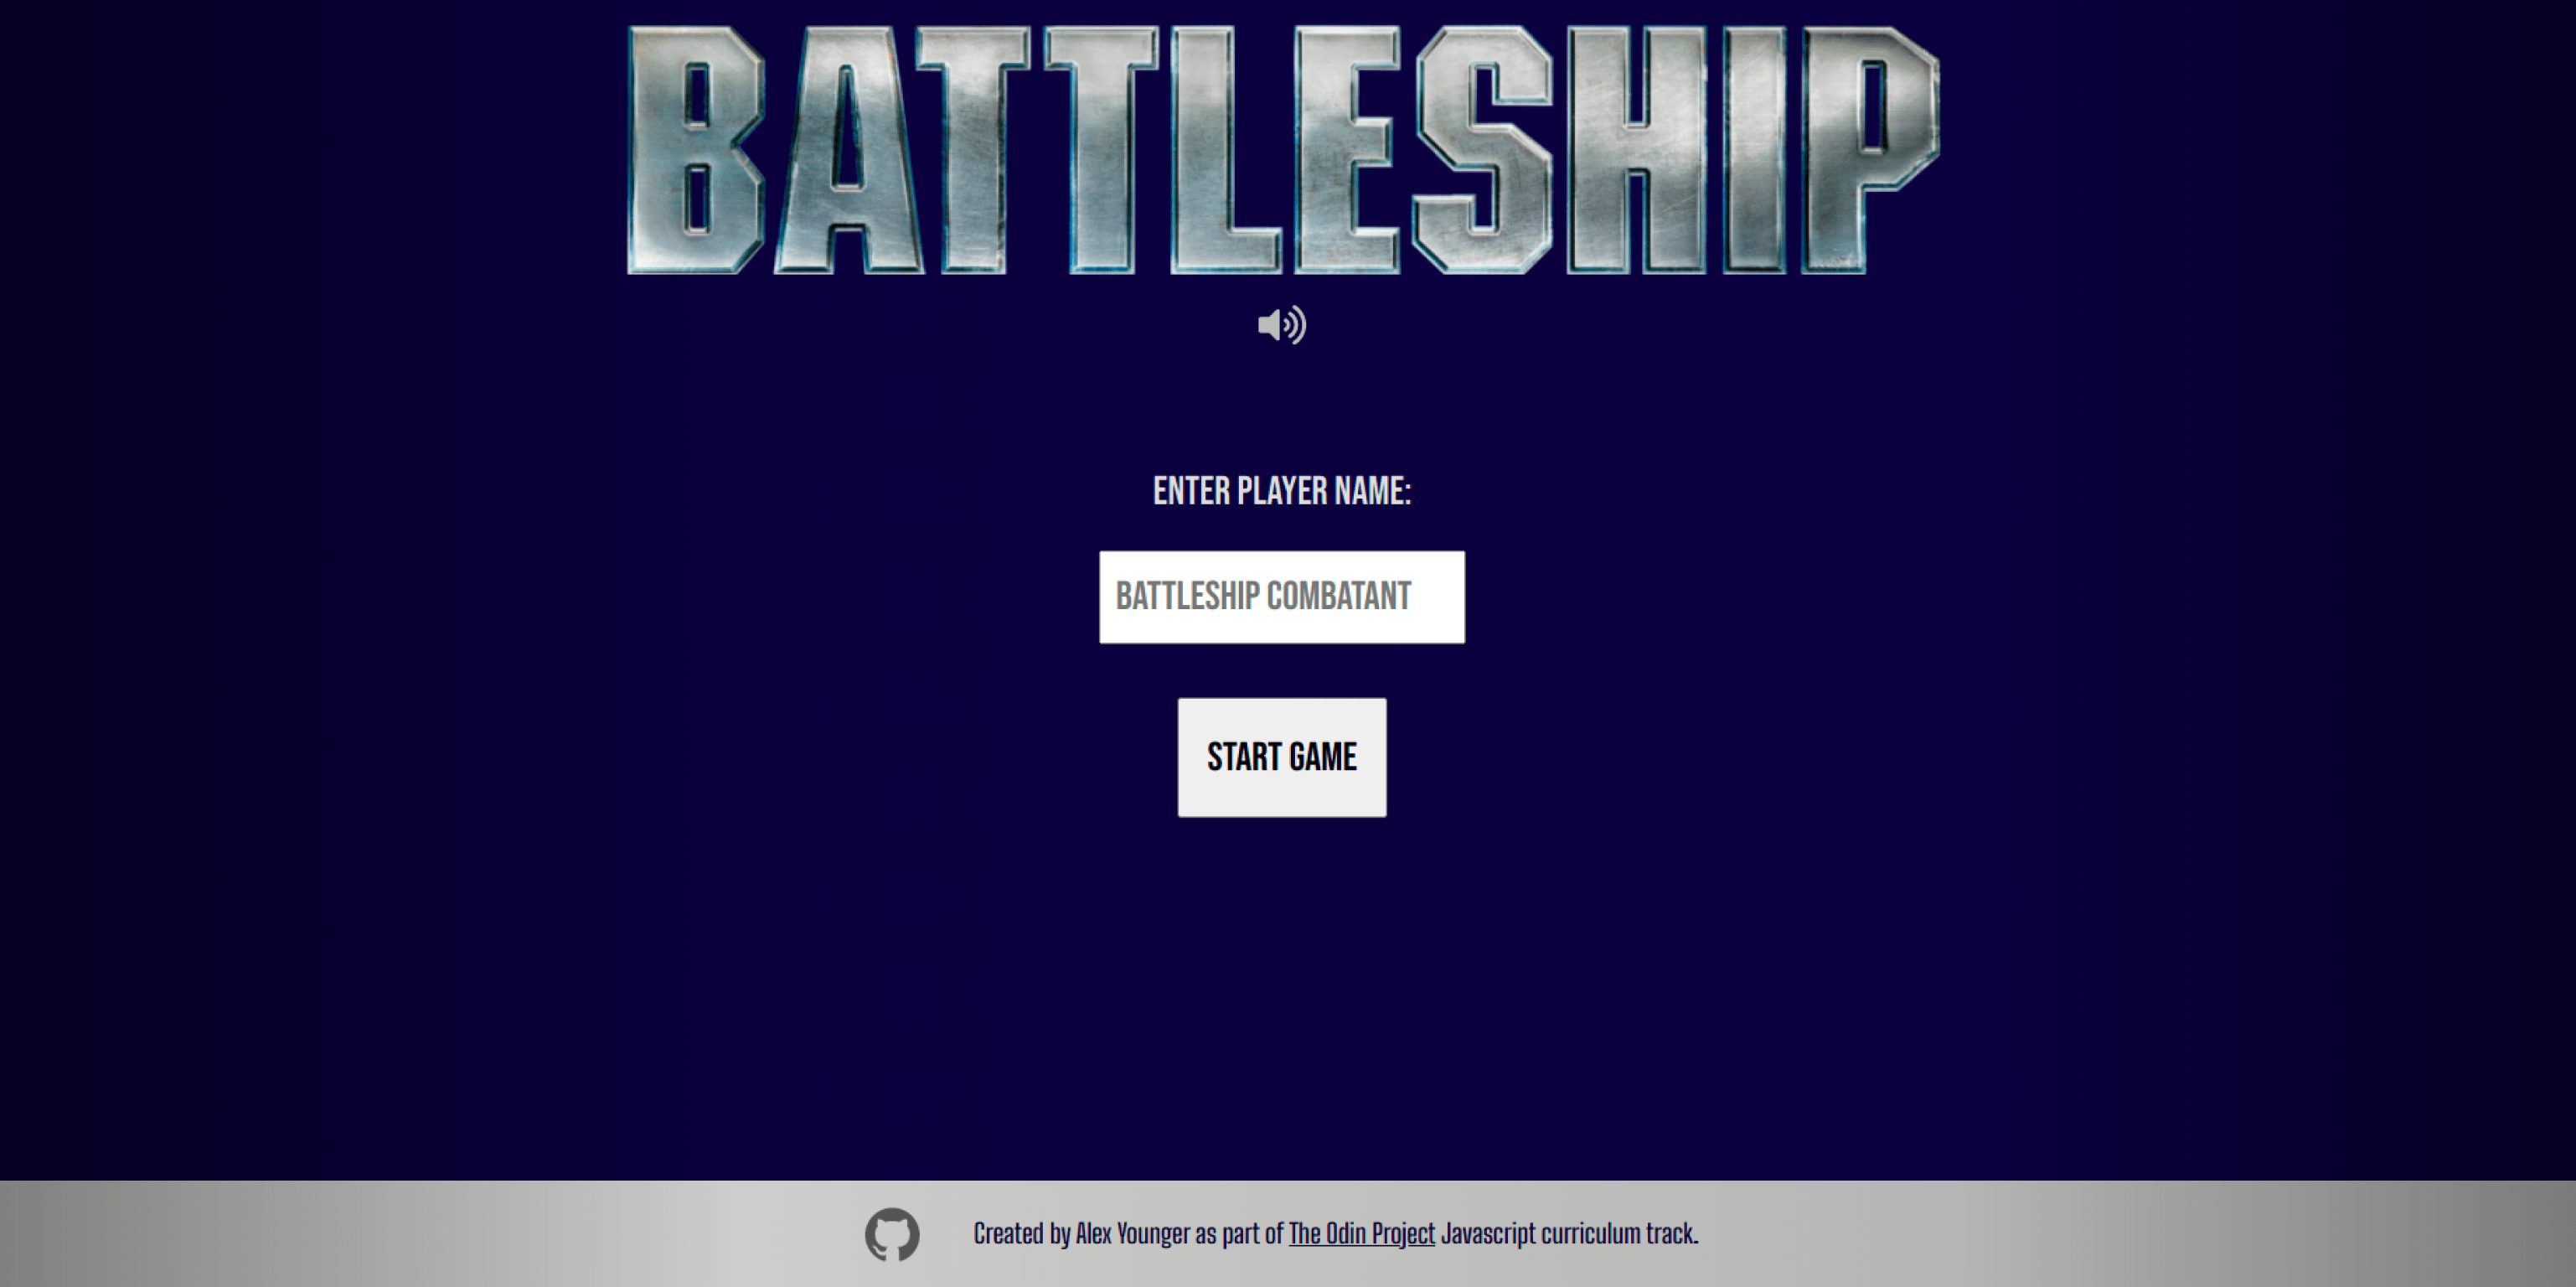 BATTLESHIP
ENTER PLAYER NAME:
BATTLESHIP COMBATANT
START GAME
Created by Alex Younger as part of The Odin Project Javascript curriculum track.